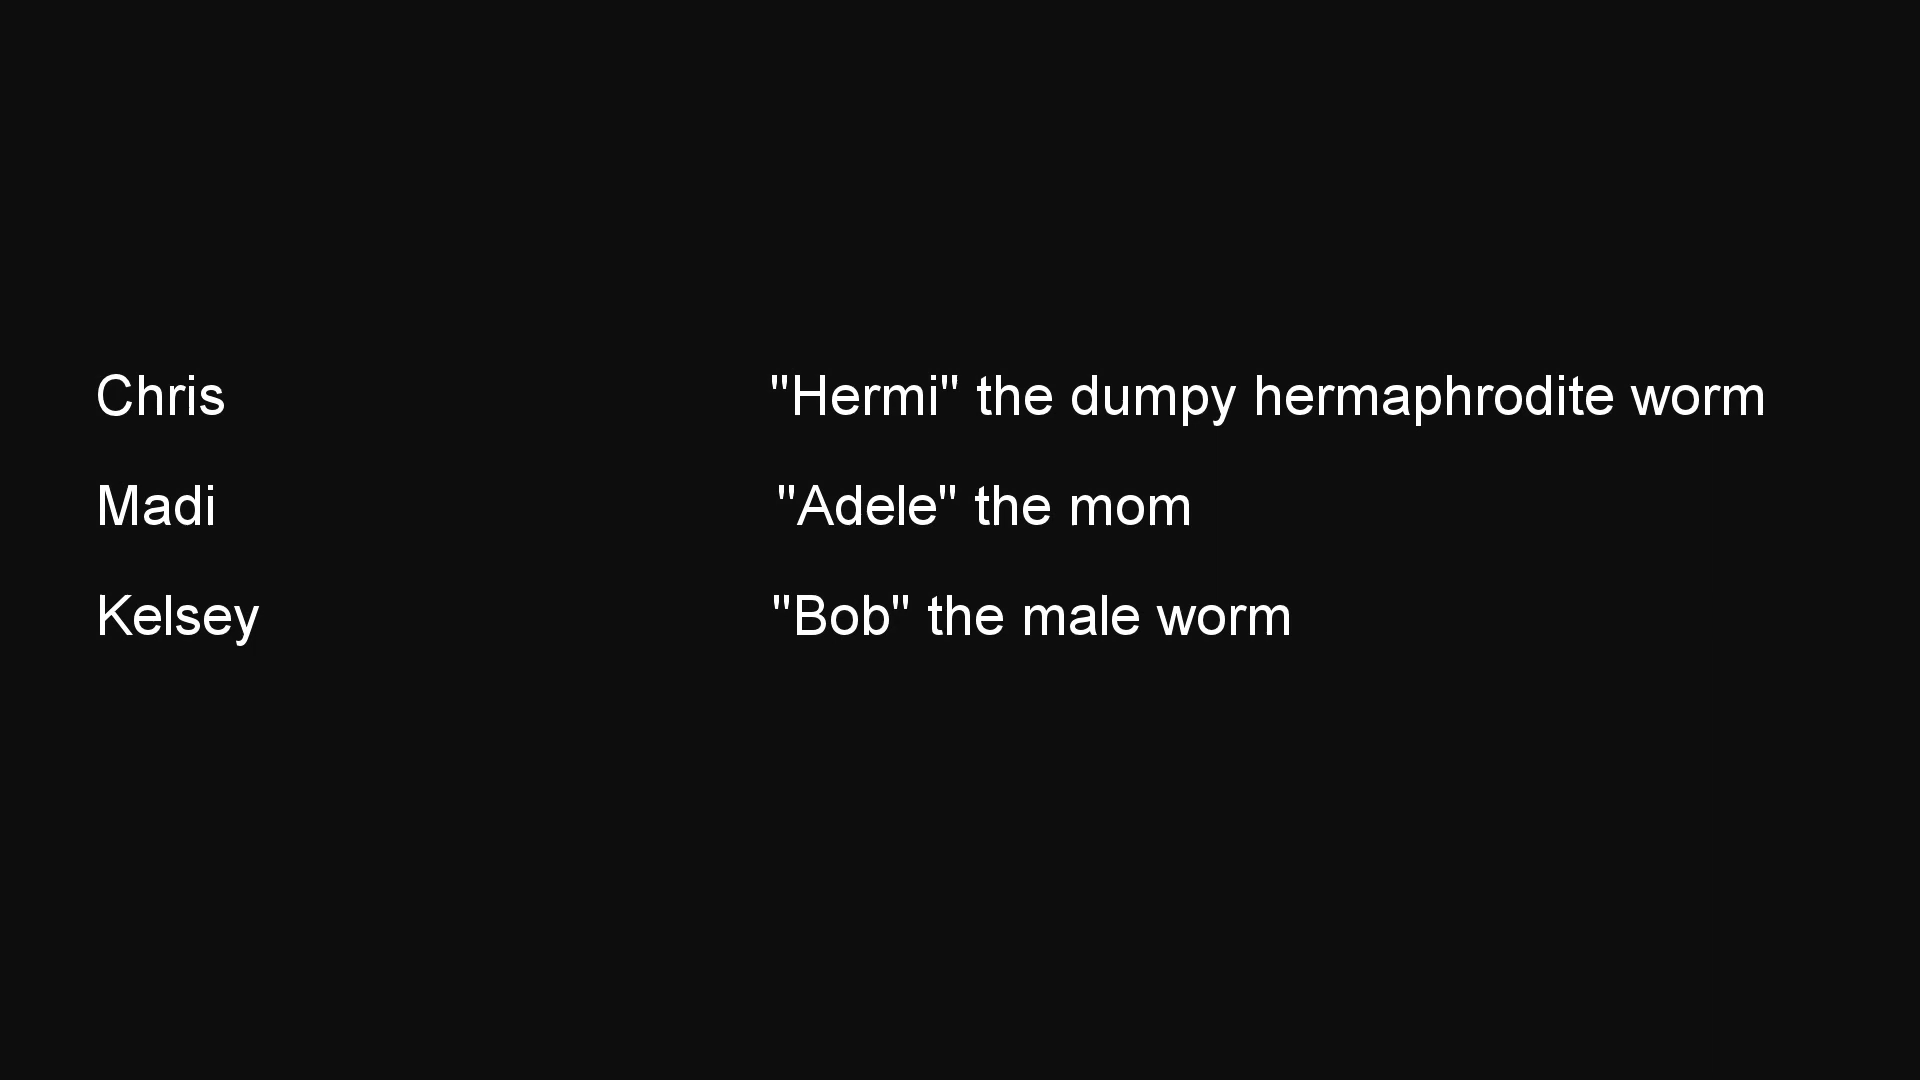 Chris "Hermi" the dumpy hermaphrodite worm
Madi "Adele" the mom
Kelsey "Bob" the male worm